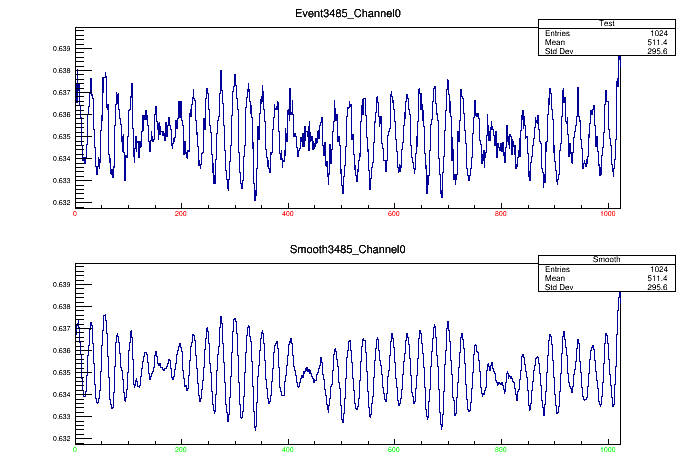 Event3485_Channel0
Test
Entries 1024
Mean 511.4
Std Dev 295.6
0.639
0.638
0.637
0.636
0.635
0.634
0.633
0.632
0 200 400 600 800 1000
Smooth3485_Channel0
Smooth
Entries 1024
Mean 511.4
Std Dev 295.6
0.639
0.638
0.637
0.636
0.635
0.634
0.633
0.632
0 200 400 600 800 1000